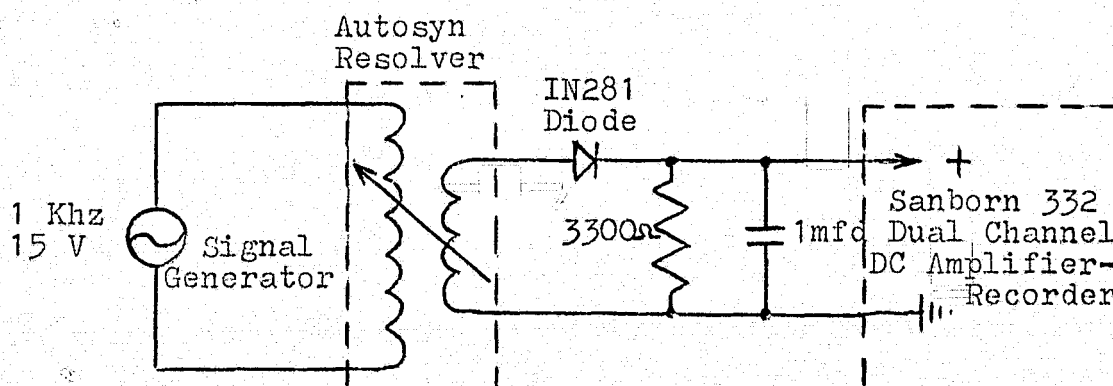 Autosyn
Resolver
IN281
Diode
+
1 Khz
15 V
Signal
Generator
3300Ω
1mfd
Sanborn 332
Dual Channel
DC Amplifier-
Recorder